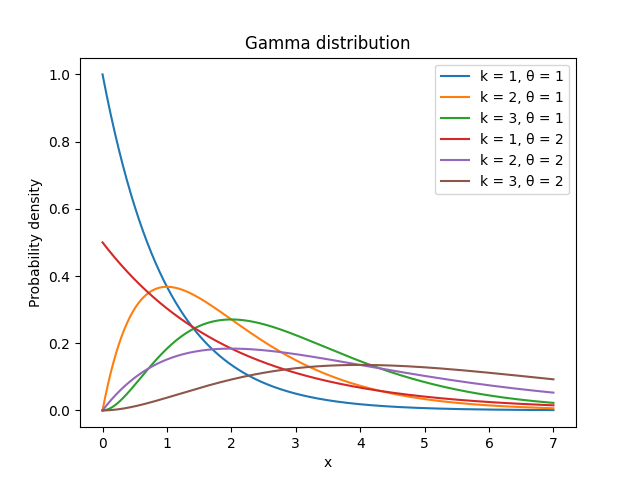 Gamma distribution
k = 1, θ = 1
k = 2, θ = 1
k = 3, θ = 1
k = 1, θ = 2
k = 2, θ = 2
k = 3, θ = 2
Probability density
1.0
0.8
0.6
0.4
0.2
0.0
0 1 2 3 4 5 6 7
x